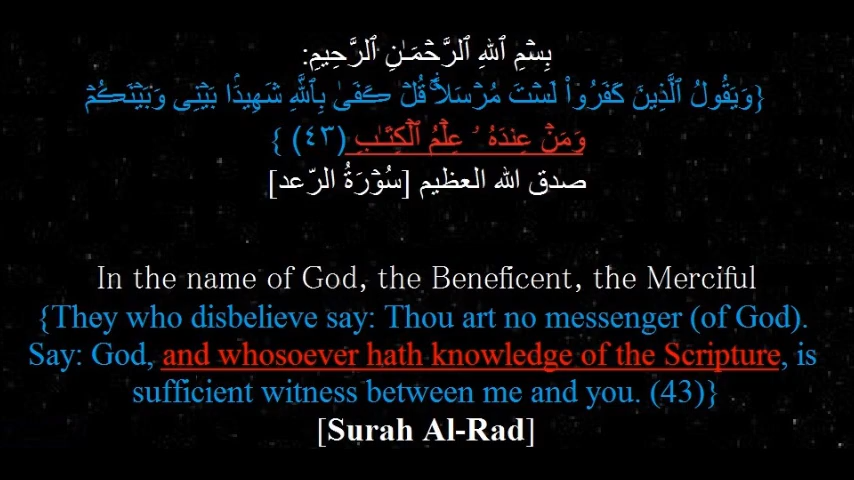 بِسْمِ ٱللهِ ٱلرَّحْمَـٰنِ ٱلرَّحِيمِ:
{وَيَقُولُ ٱلَّذِينَ كَفَرُوا۟ لَسْتَ مُرْسَلًا ۚ قُلْ كَفَىٰ بِٱللَّهِ شَهِيدًۢا بَيْنِى وَبَيْنَكُمْ
وَمَنْ عِندَهُۥ عِلْمُ ٱلْكِتَـٰبِ (٤٣) }
صدق الله العظيم [سُوْرَةُ الرّعد]
In the name of God, the Beneficent, the Merciful
{They who disbelieve say: Thou art no messenger (of God).
Say: God, and whosoever hath knowledge of the Scripture, is
sufficient witness between me and you. (43)}
[Surah Al-Rad]